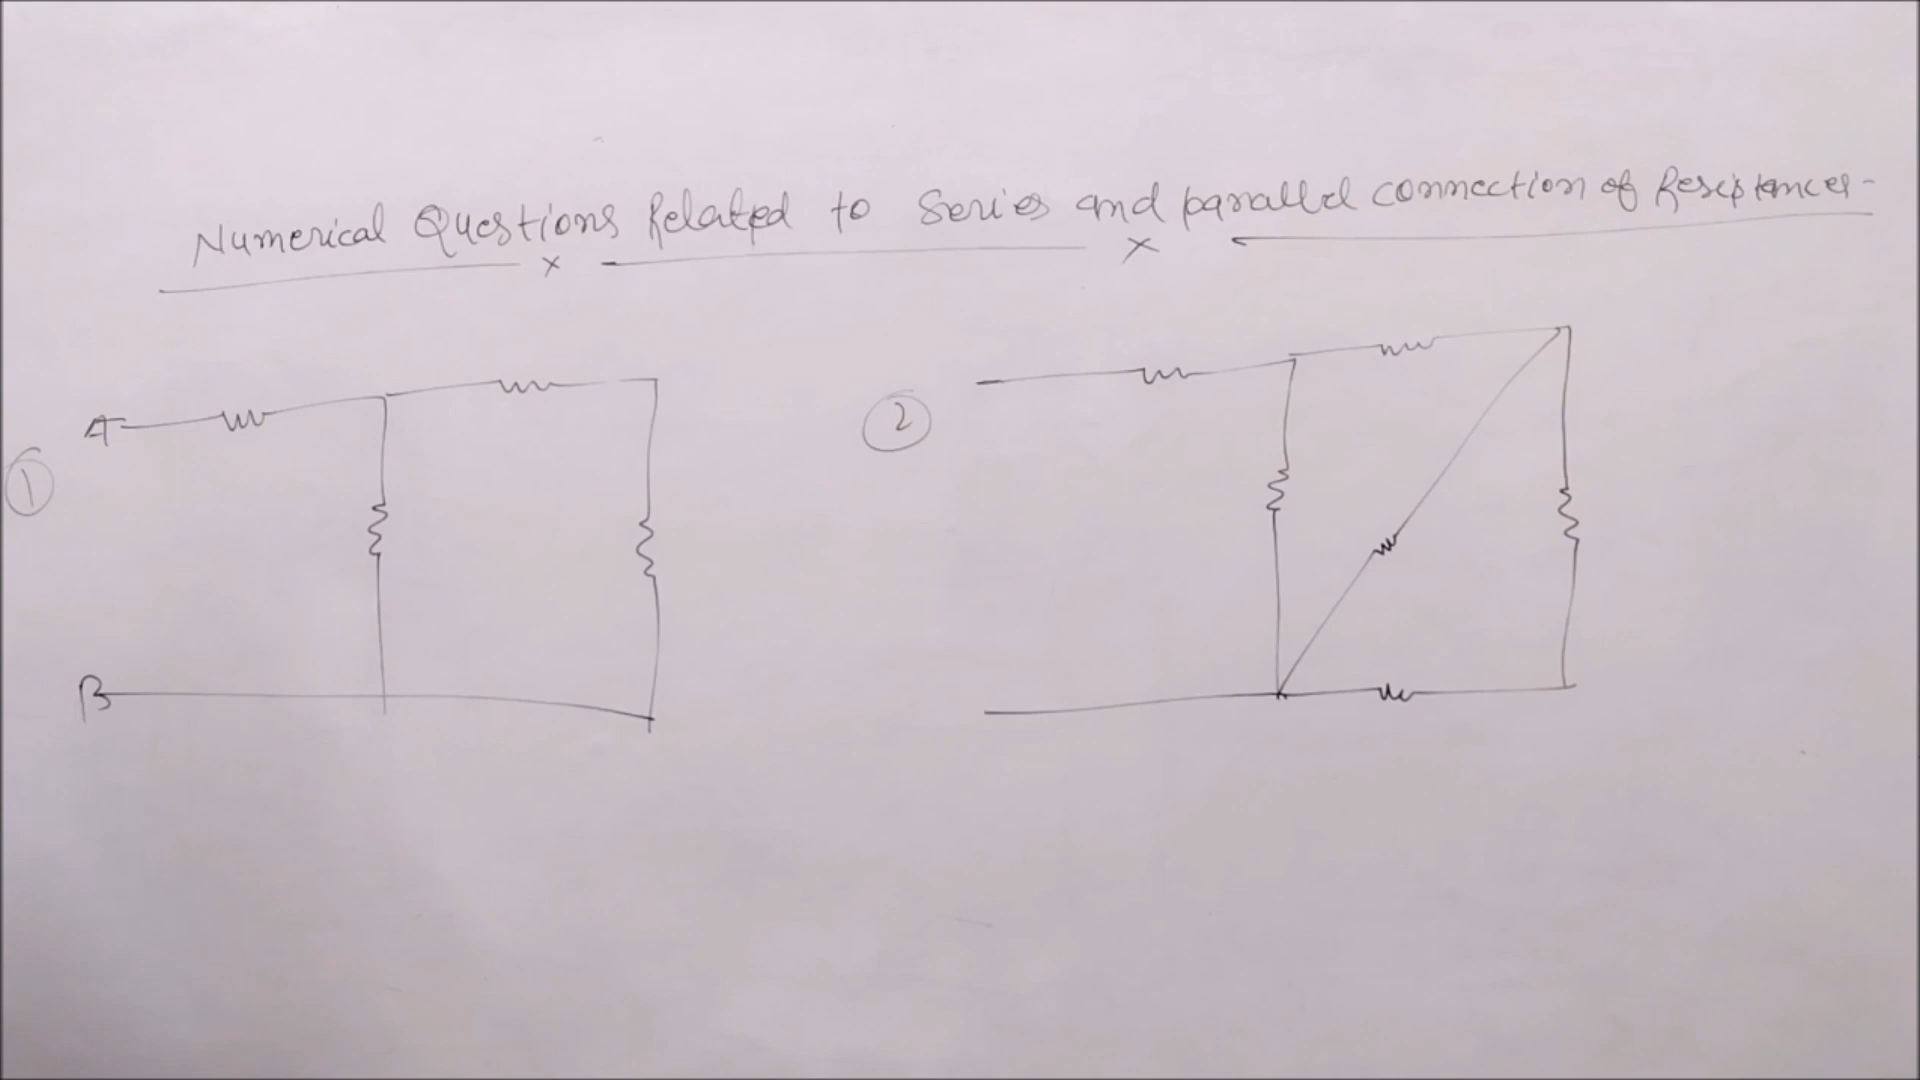 Numerical Questions Related to Series and parallel connection of Resistances-
1
A
B
2